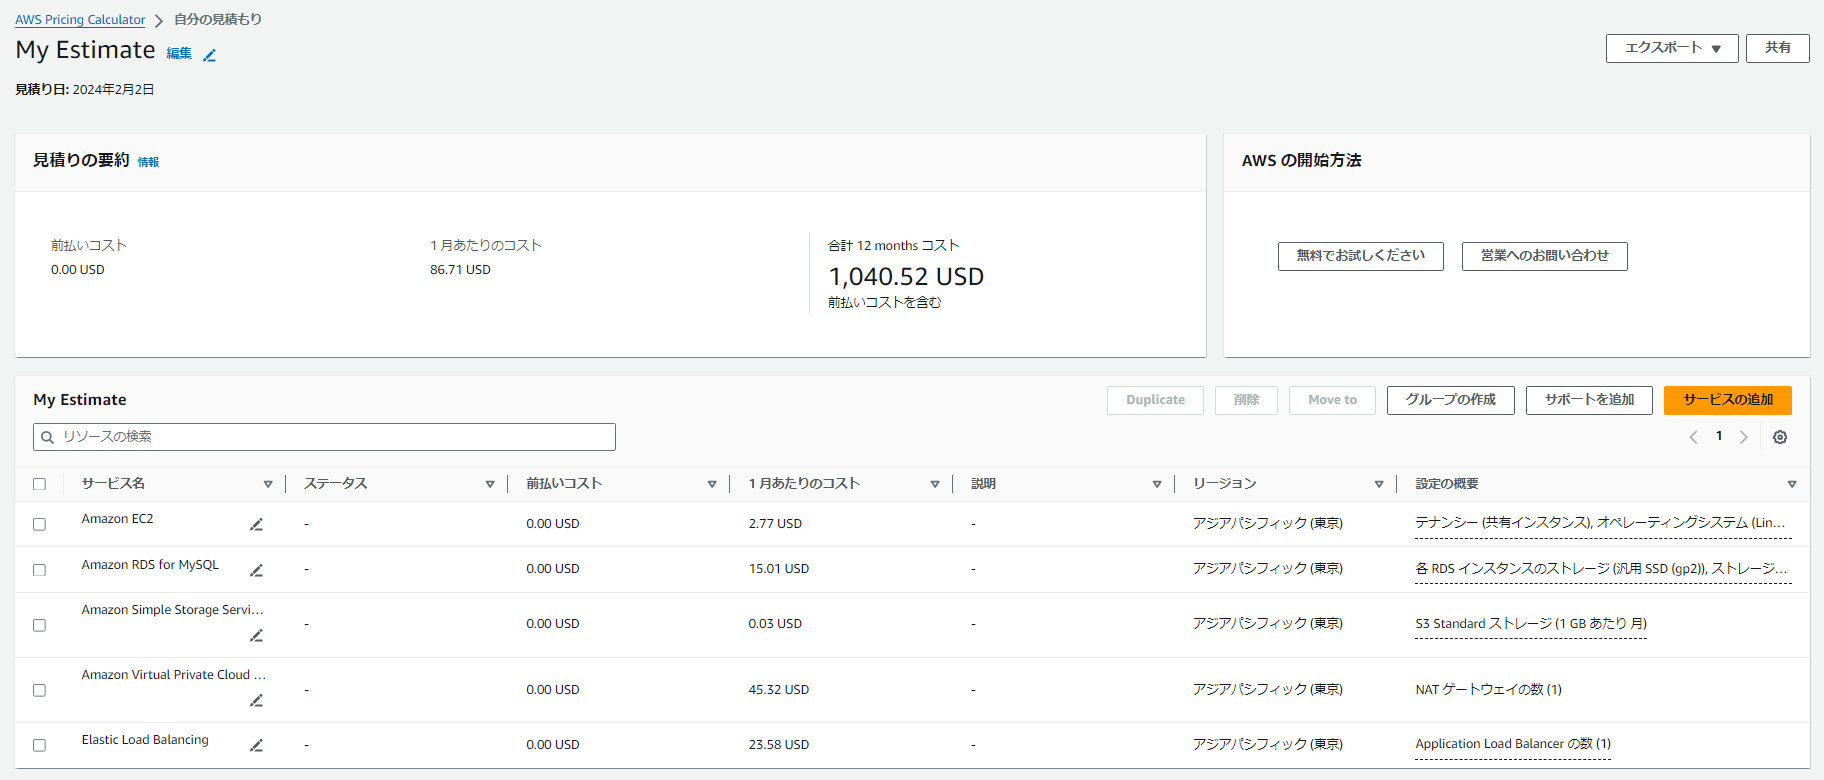 AWS Pricing Calculator > 自分の見積もり
My Estimate 編集
エクスポート ▼ 共有
見積り日: 2024年2月2日
見積りの要約 情報
前払いコスト
0.00 USD
1 月あたりのコスト
86.71 USD
合計 12 months コスト
1,040.52 USD
前払いコストを含む
AWS の開始方法
無料でお試しください 営業へのお問い合わせ
My Estimate
Duplicate 削除 Move to グループの作成 サポートを追加 サービスの追加
リソースの検索
1
サービス名 ステータス 前払いコスト 1 月あたりのコスト 説明 リージョン 設定の概要
Amazon EC2 - 0.00 USD 2.77 USD - アジアパシフィック (東京) テナンシー (共有インスタンス), オペレーティングシステム (Lin...
Amazon RDS for MySQL - 0.00 USD 15.01 USD - アジアパシフィック (東京) 各 RDS インスタンスのストレージ (汎用 SSD (gp2)), ストレージ...
Amazon Simple Storage Servi... - 0.00 USD 0.03 USD - アジアパシフィック (東京) S3 Standard ストレージ (1 GB あたり 月)
Amazon Virtual Private Cloud ... - 0.00 USD 45.32 USD - アジアパシフィック (東京) NAT ゲートウェイの数 (1)
Elastic Load Balancing - 0.00 USD 23.58 USD - アジアパシフィック (東京) Application Load Balancer の数 (1)